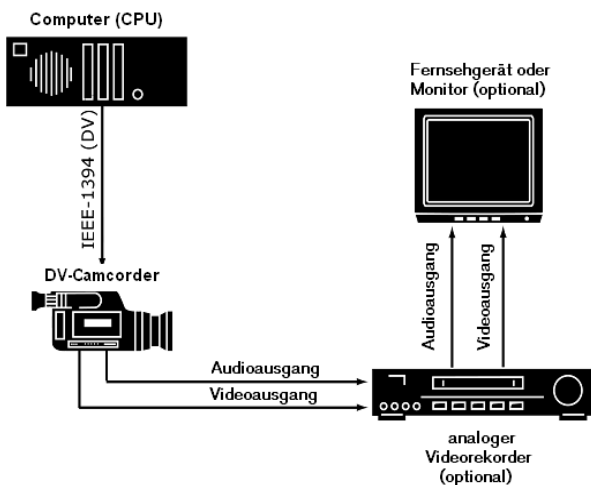 Computer (CPU)
Fernsehgerät oder
Monitor (optional)
IEEE-1394 (DV)
DV-Camcorder
Audioausgang
Videoausgang
Audioausgang
Videoausgang
analoger
Videorekorder
(optional)